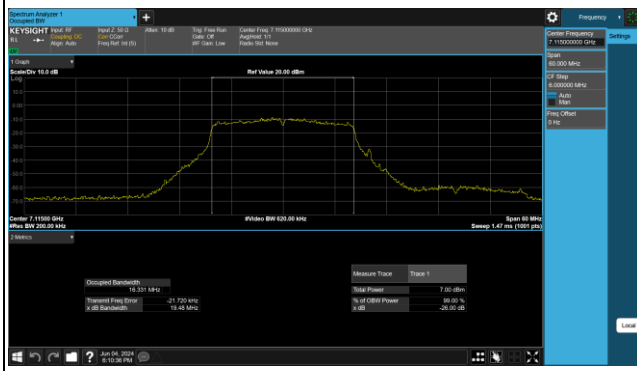 Spectrum Analyzer 1
Occupied BW
+
Frequency
Settings
KEYSIGHT
RL
Input: RF
Coupling: DC
Align: Auto
Input Z: 50 Ω
Corr CCorr
Freq Ref: Int (S)
Atten: 10 dB
Trig: Free Run
Gate: Off
#IF Gain: Low
Center Freq: 7.115000000 GHz
Avg|Hold: 1/1
Radio Std: None
Center Frequency
7.115000000 GHz
Span
60.000 MHz
CF Step
6.000000 MHz
Auto
Man
Freq Offset
0 Hz
Local
1 Graph
Scale/Div 10.0 dB
Ref Value 20.00 dBm
Log
10.0
0.00
Center 7.11500 GHz
#Res BW 200.00 kHz
#Video BW 620.00 kHz
Span 60 MHz
Sweep 1.47 ms (1001 pts)
2 Metrics
Occupied Bandwidth
16.331 MHz
Transmit Freq Error -21.720 kHz
x dB Bandwidth 19.48 MHz
Measure Trace Trace 1
Total Power 7.00 dBm
% of OBW Power 99.00 %
x dB -26.00 dB
?
Jun 04, 2024
6:10:36 PM